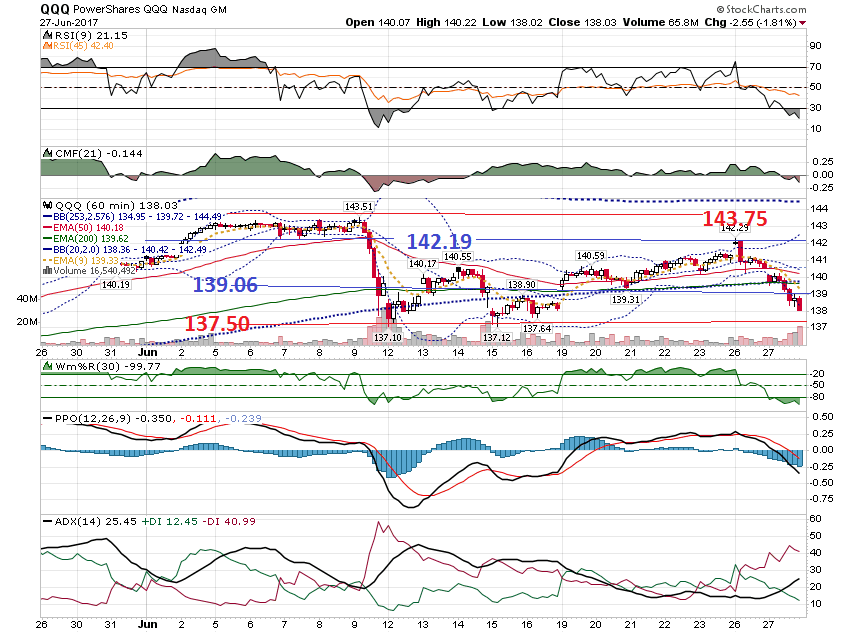 QQQ PowerShares QQQ Nasdaq GM © StockCharts.com
27-Jun-2017 Open 140.07 High 140.22 Low 138.02 Close 138.03 Volume 65.8M Chg -2.55 (-1.81%)
RSI(9) 21.15
RSI(45) 42.40
90
70
50
30
10
CMF(21) -0.144
0.25
0.00
-0.25
QQQ (60 min) 138.03
BB(253,2.576) 134.95 - 139.72 - 144.49
EMA(50) 140.18
EMA(200) 139.62
BB(20,2.0) 138.36 - 140.42 - 142.49
EMA(9) 139.33
Volume 16,540,492
40M
20M
140.19
139.06
137.50
143.51
142.19
140.17
140.55
138.90
140.59
139.31
137.10
137.12
137.64
143.75
142.29
144
143
142
141
140
139
138
137
26 30 31 Jun 2 5 6 7 8 9 12 13 14 15 16 19 20 21 22 23 26 27
Wm%R(30) -99.77
-20
-50
-80
PPO(12,26,9) -0.350, -0.111, -0.239
0.50
0.25
0.00
-0.25
-0.50
-0.75
ADX(14) 25.45 +DI 12.45 -DI 40.99
60
50
40
30
20
10
26 30 31 Jun 2 5 6 7 8 9 12 13 14 15 16 19 20 21 22 23 26 27